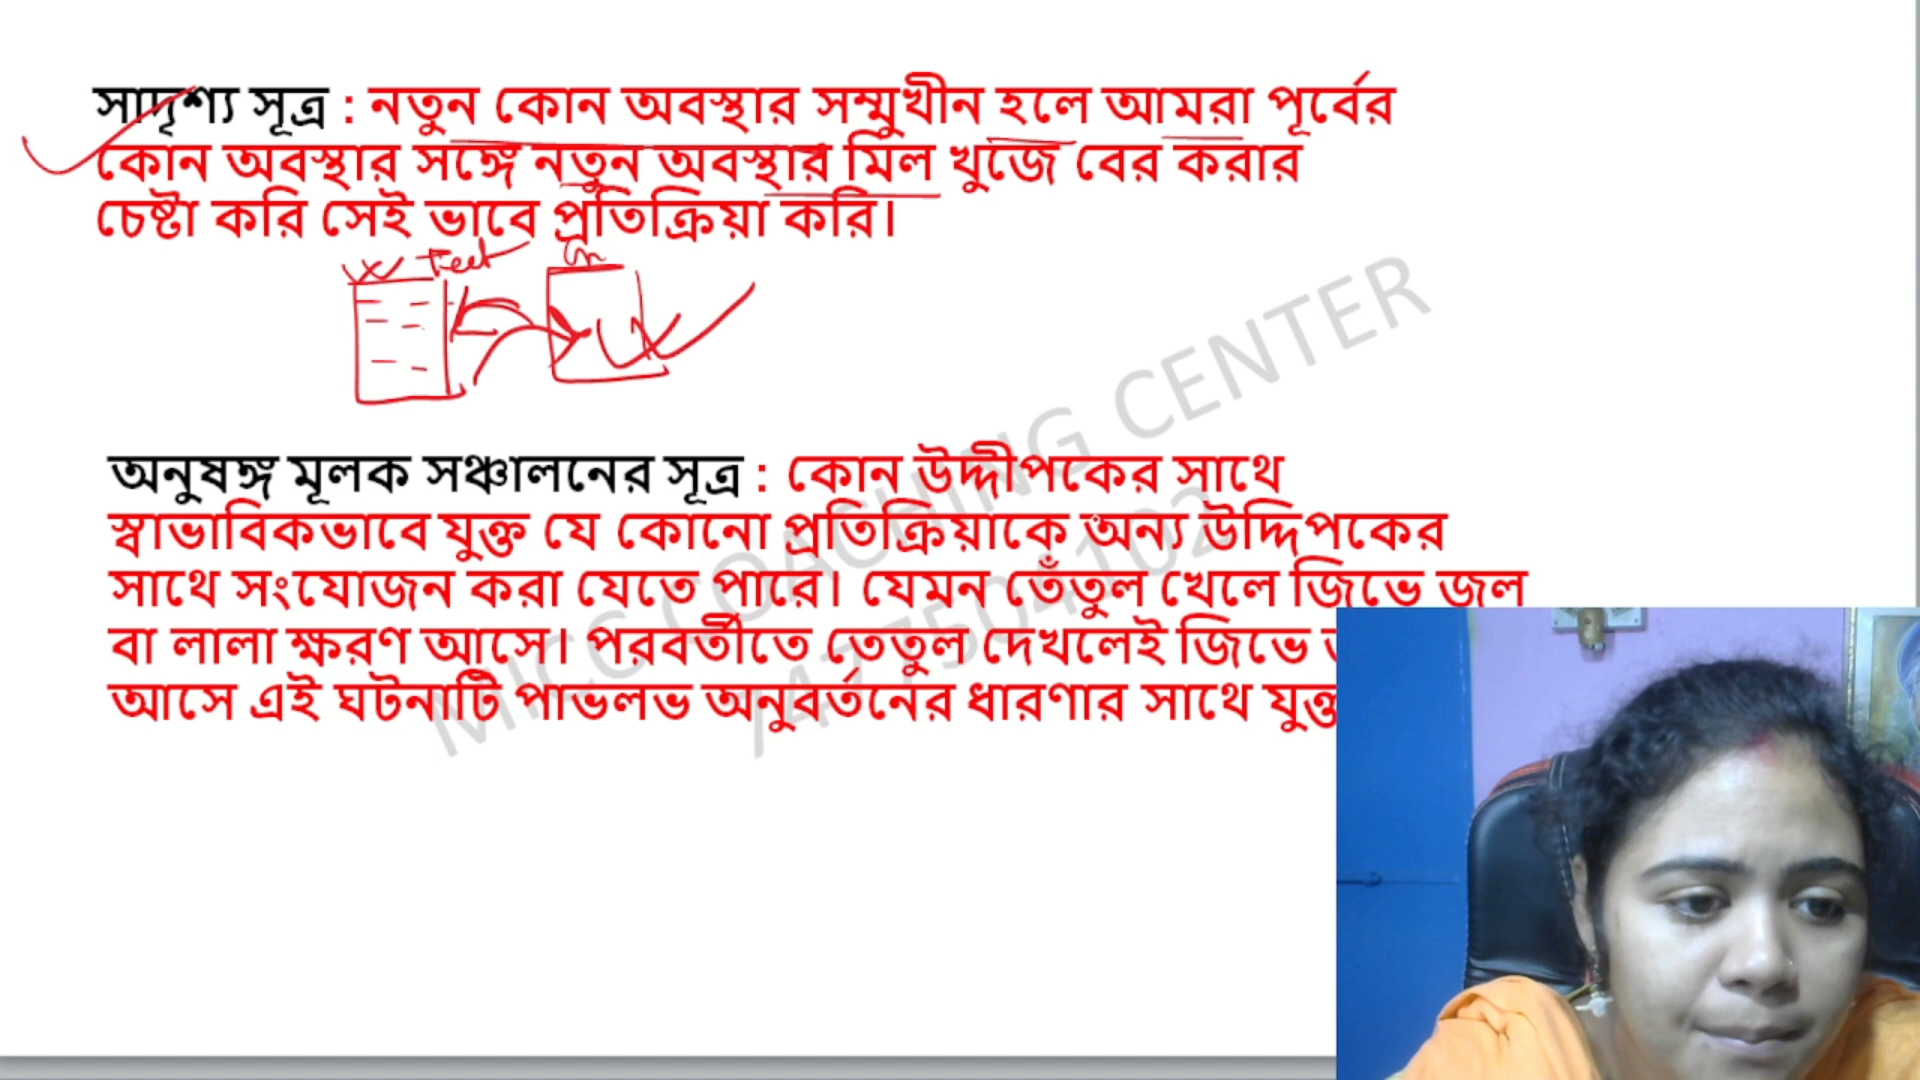 সাদৃশ্য সূত্র : নতুন কোন অবস্থার সম্মুখীন হলে আমরা পূর্বের
কোন অবস্থার সঙ্গে নতুন অবস্থার মিল খুজে বের করার
চেষ্টা করি সেই ভাবে প্রতিক্রিয়া করি।
অনুষঙ্গ মূলক সঞ্চালনের সূত্র : কোন উদ্দীপকের সাথে
স্বাভাবিকভাবে যুক্ত যে কোনো প্রতিক্রিয়াকে অন্য উদ্দিপকের
সাথে সংযোজন করা যেতে পারে। যেমন তেঁতুল খেলে জিভে জল
বা লালা ক্ষরণ আসে। পরবর্তীতে তেতুল দেখলেই জিভে
আসে এই ঘটনাটি পাভলভ অনুবর্তনের ধারণার সাথে যুক্ত
MICC COACHING CENTER
7477504102